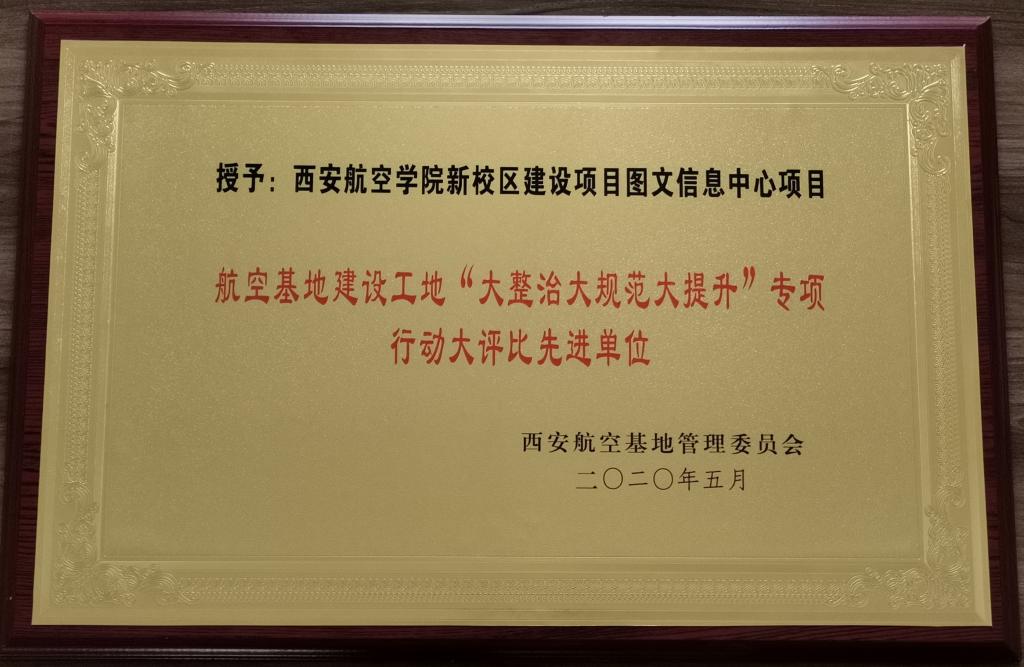 授予：西安航空学院新校区建设项目图文信息中心项目
航空基地建设工地“大整治大规范大提升”专项
行动大评比先进单位
西安航空基地管理委员会
二〇二〇年五月